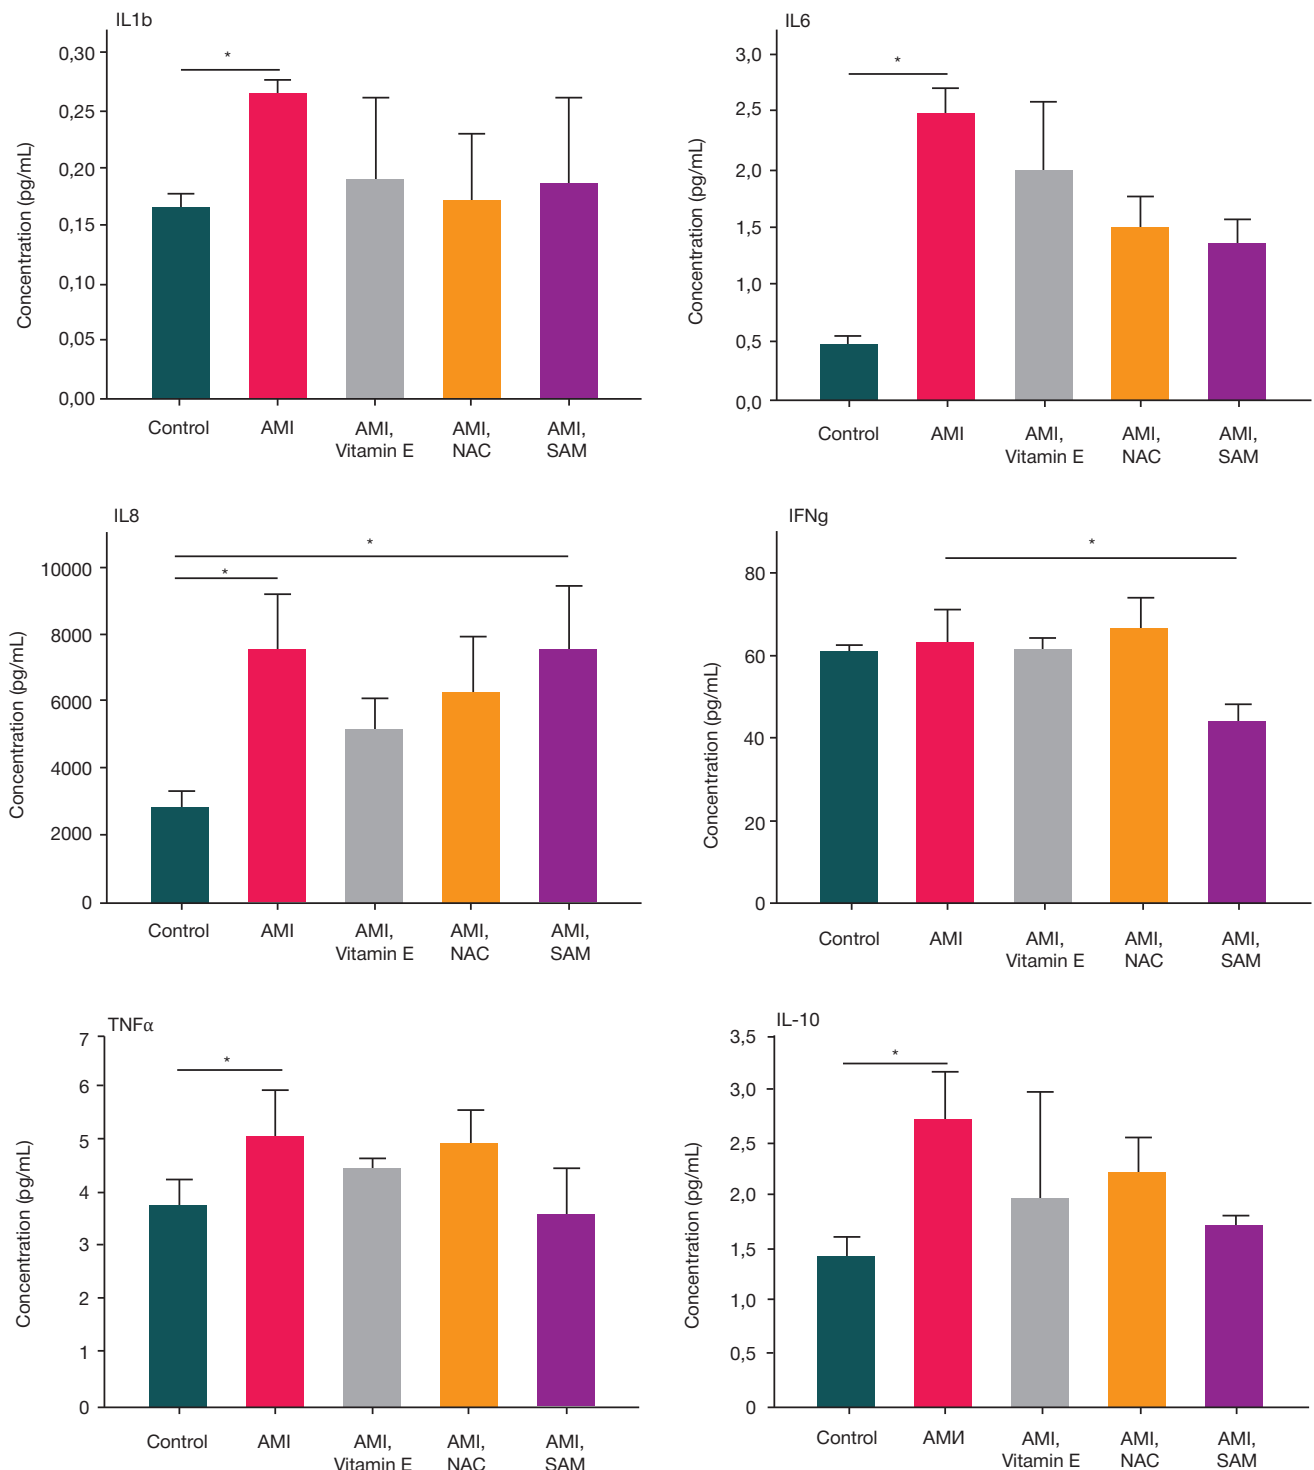 IL1b
*
Concentration (pg/mL)
0,30
0,25
0,20
0,15
0,10
0,05
0,00
Control
AMI
AMI,
Vitamin E
AMI,
NAC
AMI,
SAM
IL6
*
Concentration (pg/mL)
3,0
2,5
2,0
1,5
1,0
0,5
0,0
Control
AMI
AMI,
Vitamin E
AMI,
NAC
AMI,
SAM
IL8
*
*
Concentration (pg/mL)
10000
8000
6000
4000
2000
0
Control
AMI
AMI,
Vitamin E
AMI,
NAC
AMI,
SAM
IFNg
*
Concentration (pg/mL)
80
60
40
20
0
Control
AMI
AMI,
Vitamin E
AMI,
NAC
AMI,
SAM
TNFα
*
Concentration (pg/mL)
7
6
5
4
3
2
1
0
Control
AMI
AMI,
Vitamin E
AMI,
NAC
AMI,
SAM
IL-10
*
Concentration (pg/mL)
3,5
3,0
2,5
2,0
1,5
1,0
0,5
0
Control
AMИ
AMI,
Vitamin E
AMI,
NAC
AMI,
SAM